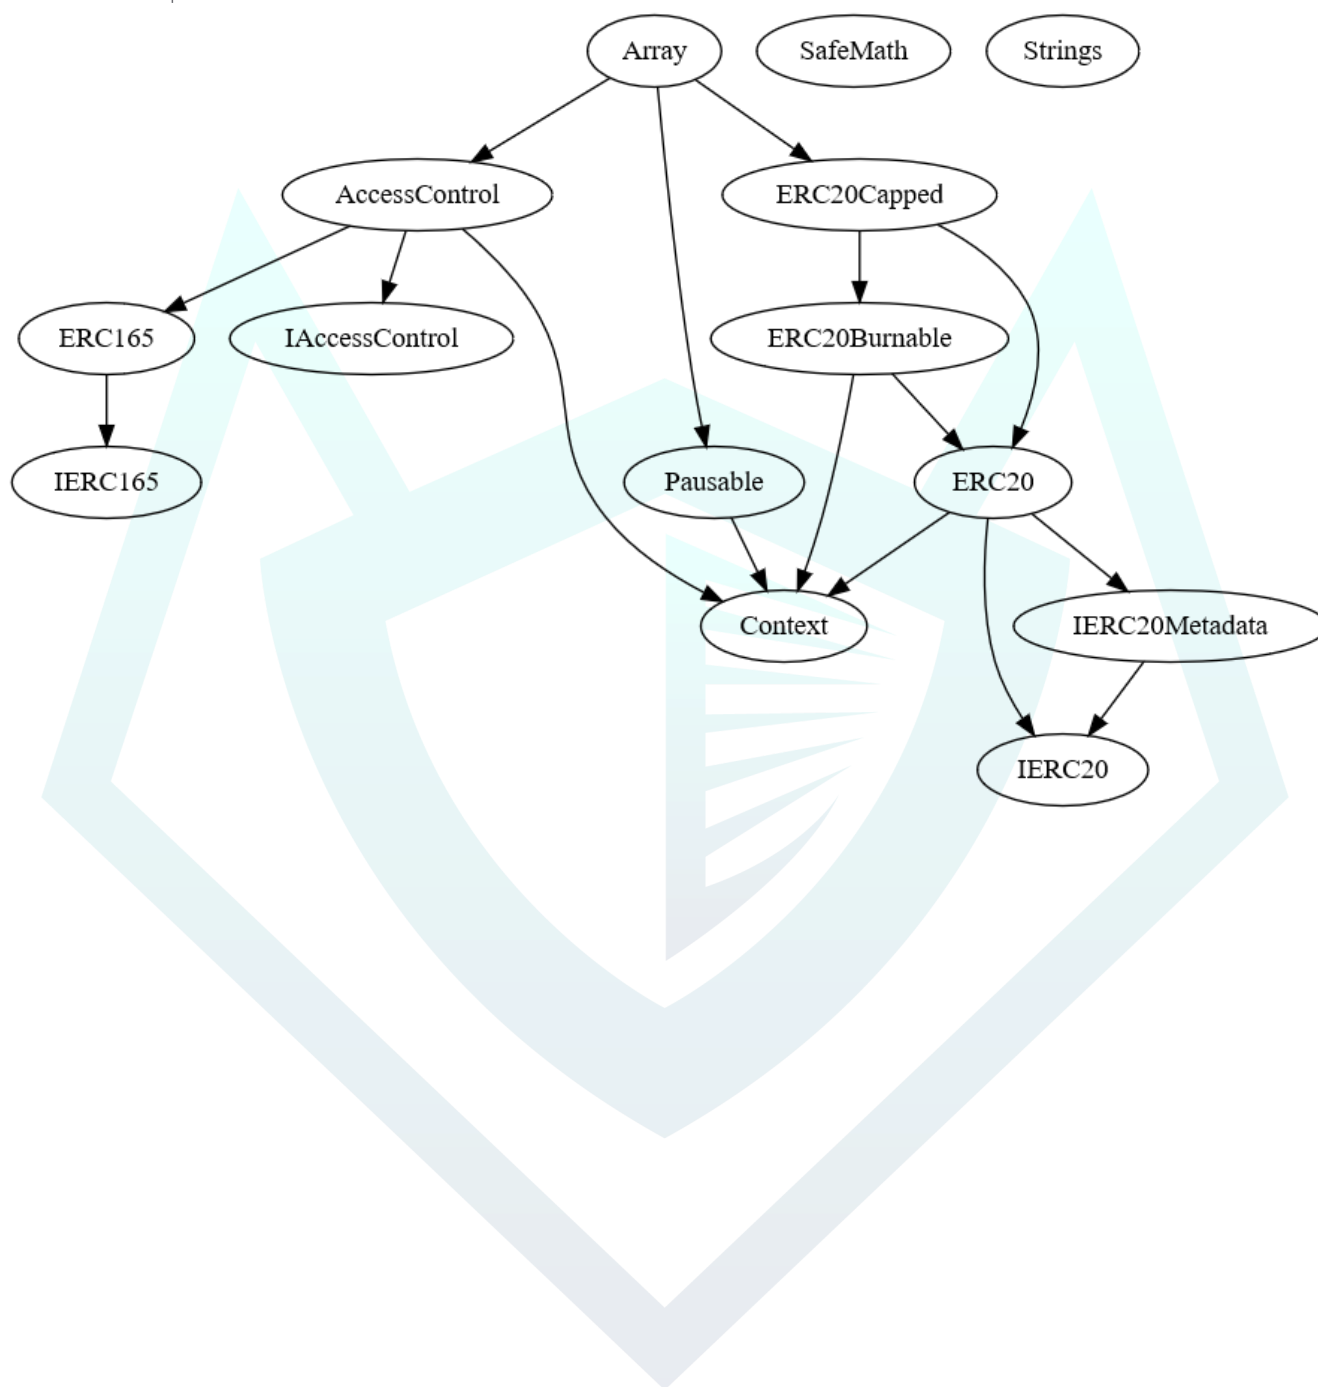 Array SafeMath Strings
AccessControl ERC20Capped
ERC165 IAccessControl ERC20Burnable
IERC165 Pausable ERC20
Context IERC20Metadata
IERC20